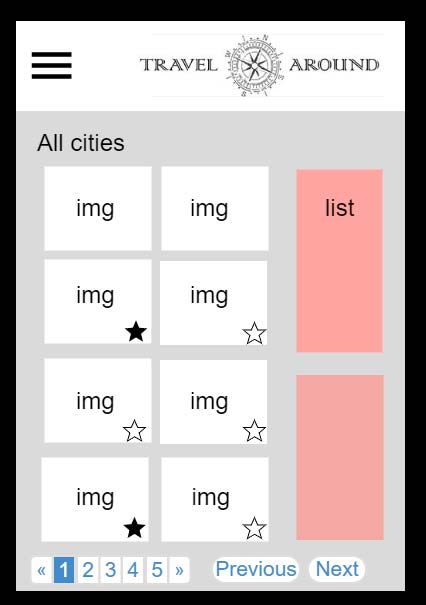 TRAVEL AROUND
N
S
W
E
All cities
img img list
img img
img img
img img
« 1 2 3 4 5 » Previous Next